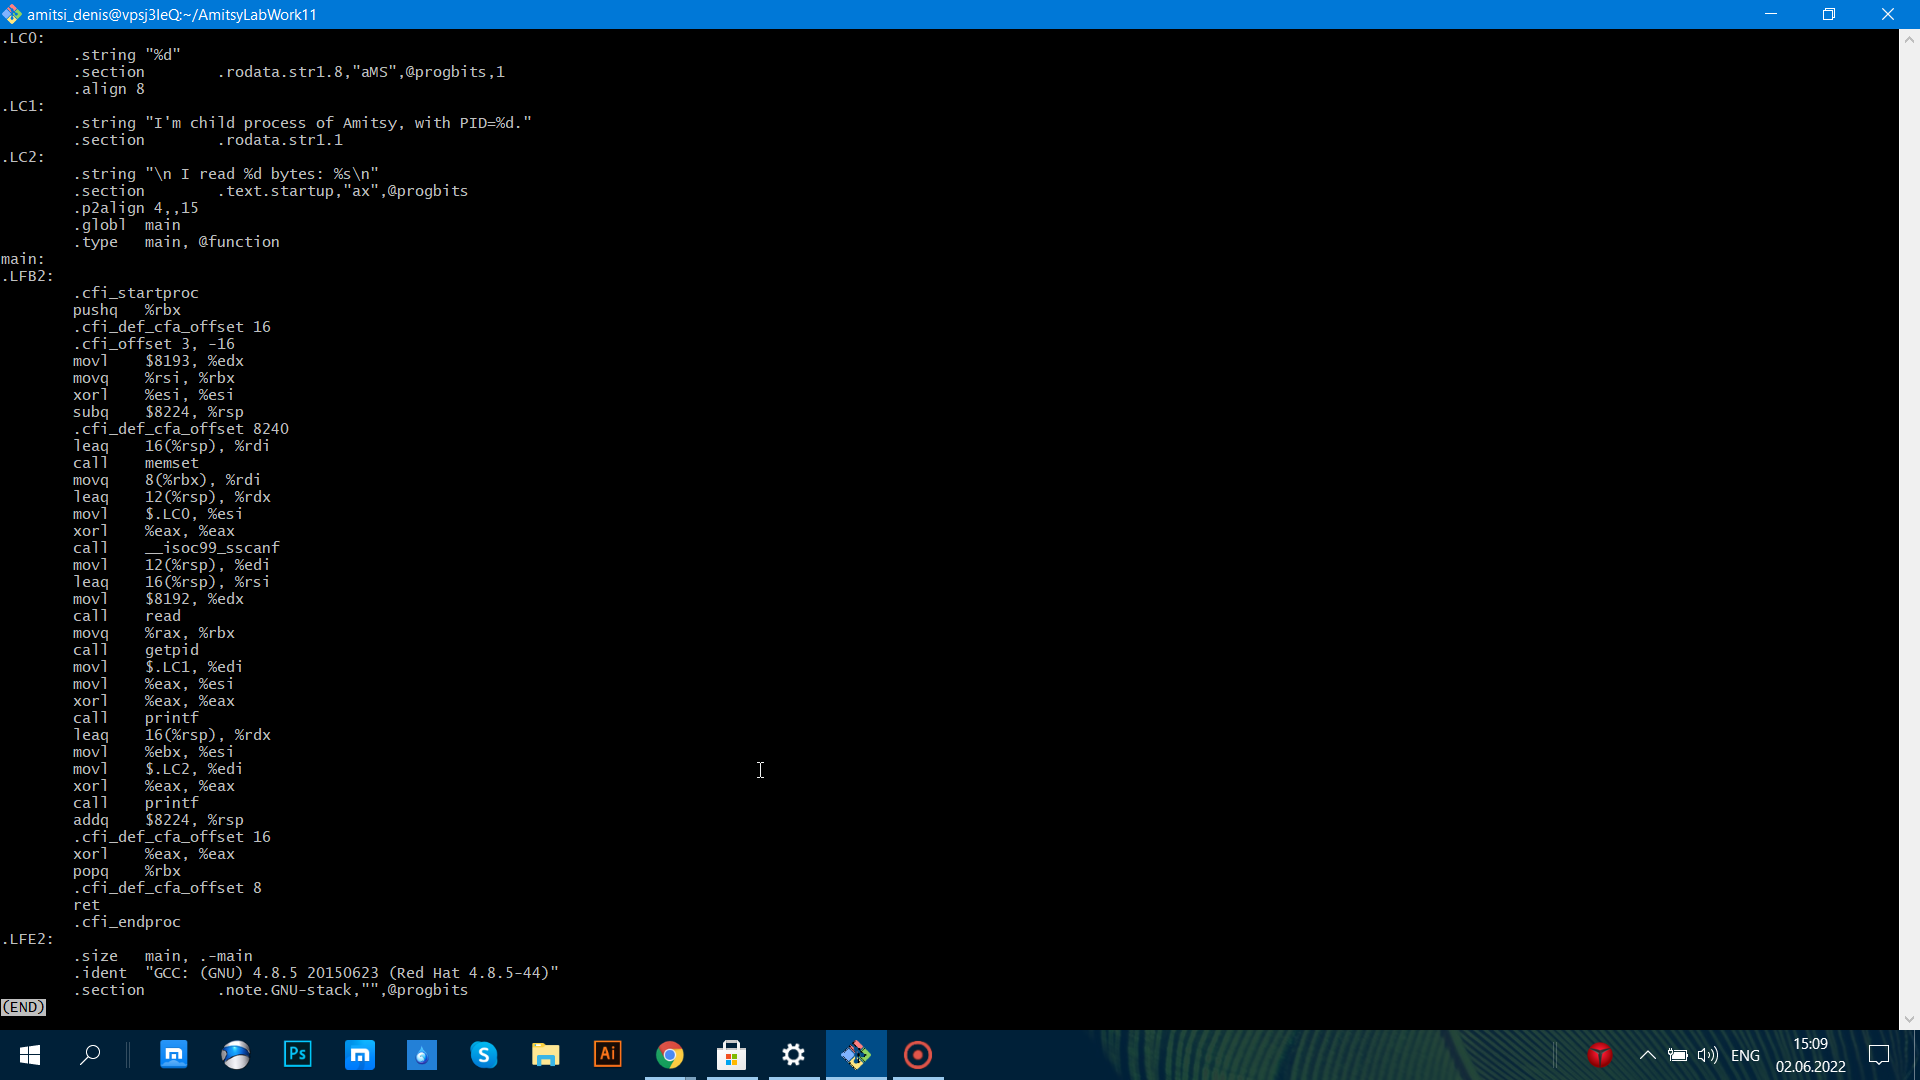 amitsi_denis@vpsj3IeQ:~/AmitsyLabWork11
.LC0:
.string "%d"
.section .rodata.str1.8,"aMS",@progbits,1
.align 8
.LC1:
.string "I'm child process of Amitsy, with PID=%d."
.section .rodata.str1.1
.LC2:
.string "\n I read %d bytes: %s\n"
.section .text.startup,"ax",@progbits
.p2align 4,,15
.globl main
.type main, @function
main:
.LFB2:
.cfi_startproc
pushq %rbx
.cfi_def_cfa_offset 16
.cfi_offset 3, -16
movl $8193, %edx
movq %rsi, %rbx
xorl %esi, %esi
subq $8224, %rsp
.cfi_def_cfa_offset 8240
leaq 16(%rsp), %rdi
call memset
movq 8(%rbx), %rdi
leaq 12(%rsp), %rdx
movl $.LC0, %esi
xorl %eax, %eax
call __isoc99_sscanf
movl 12(%rsp), %edi
leaq 16(%rsp), %rsi
movl $8192, %edx
call read
movq %rax, %rbx
call getpid
movl $.LC1, %edi
movl %eax, %esi
xorl %eax, %eax
call printf
leaq 16(%rsp), %rdx
movl %ebx, %esi
movl $.LC2, %edi
xorl %eax, %eax
call printf
addq $8224, %rsp
.cfi_def_cfa_offset 16
xorl %eax, %eax
popq %rbx
.cfi_def_cfa_offset 8
ret
.cfi_endproc
.LFE2:
.size main, .-main
.ident "GCC: (GNU) 4.8.5 20150623 (Red Hat 4.8.5-44)"
.section .note.GNU-stack,"",@progbits
(END)
Ps
Ai
ENG
15:09
02.06.2022